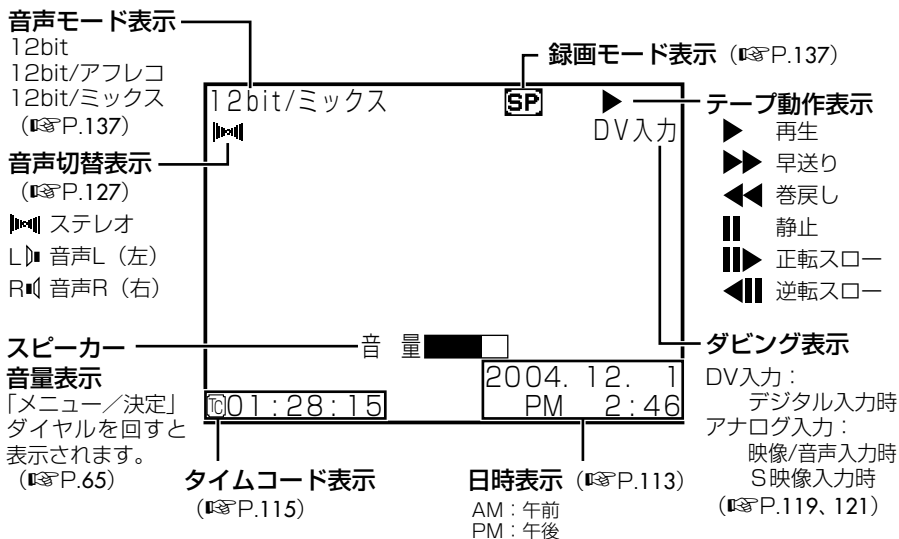 音声モード表示
12bit
12bit/アフレコ
12bit/ミックス
（☞P.137）
音声切替表示
（☞P.127）
ステレオ
L 音声L（左）
R 音声R（右）
スピーカー
音量表示
「メニュー／決定」
ダイヤルを回すと
表示されます。
（☞P.65）
録画モード表示（☞P.137）
12bit/ミックス
SP ▶
DV入力
音 量
TC 01:28:15
2004. 12. 1
PM 2:46
タイムコード表示
（☞P.115）
日時表示（☞P.113）
AM：午前
PM：午後
テープ動作表示
▶ 再生
▶▶ 早送り
◀◀ 巻戻し
❚❚ 静止
❚❚▶ 正転スロー
◀❚❚ 逆転スロー
ダビング表示
DV入力：
デジタル入力時
アナログ入力：
映像/音声入力時
S映像入力時
（☞P.119、121）